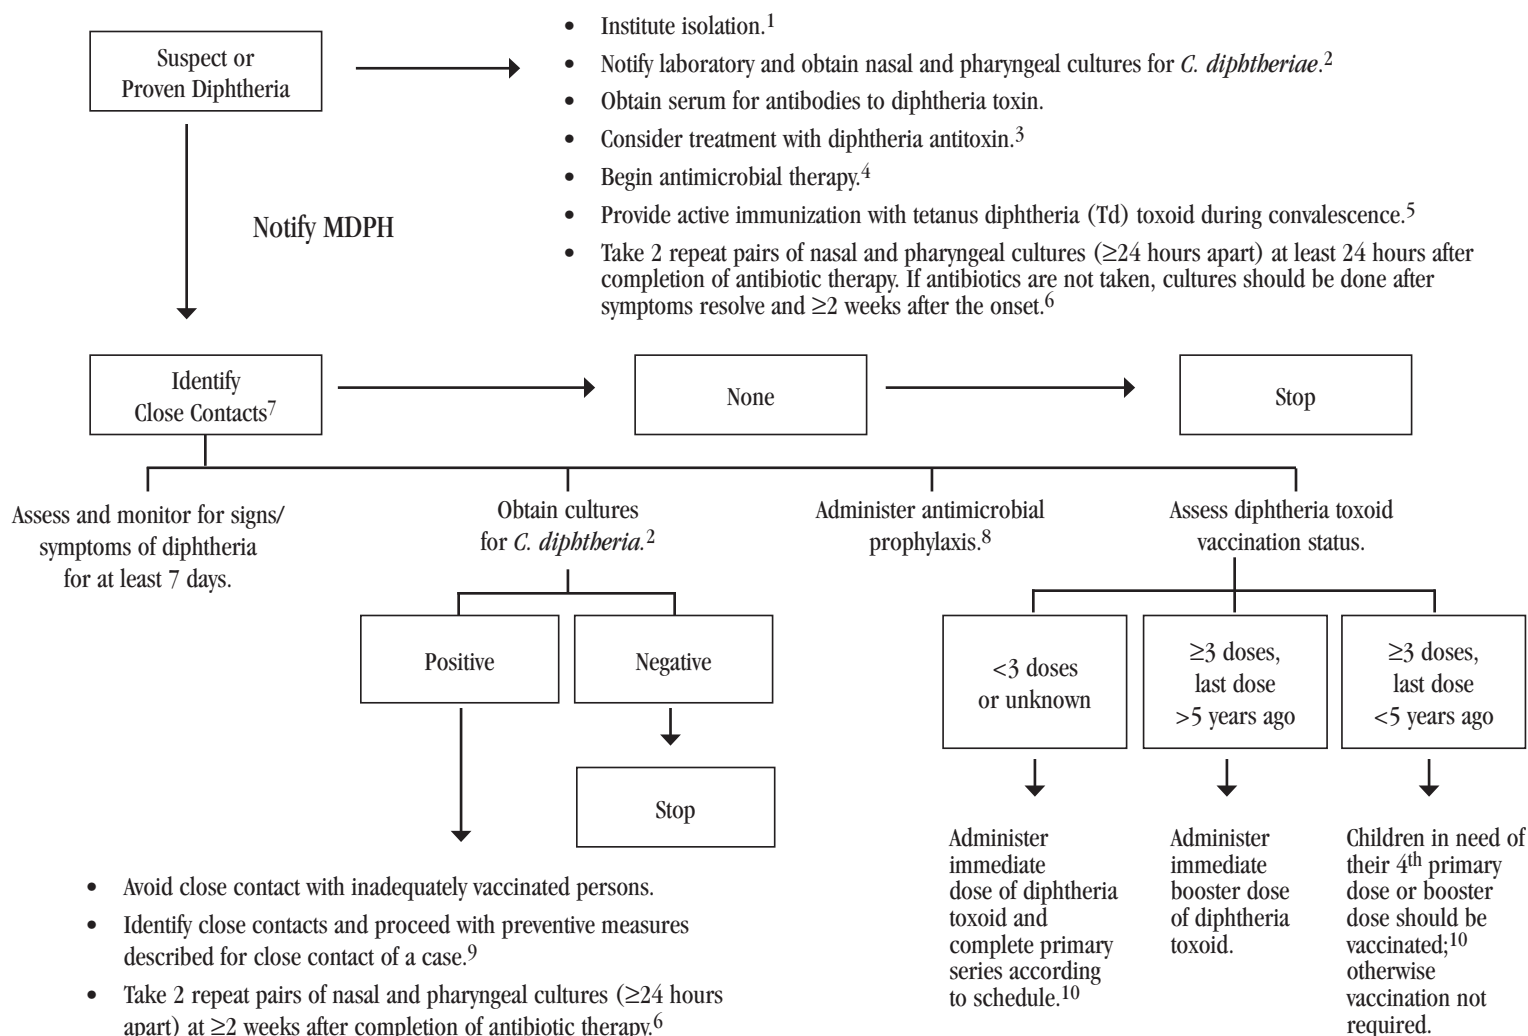 Suspect or
Proven Diphtheria
• Institute isolation.1
• Notify laboratory and obtain nasal and pharyngeal cultures for C. diphtheriae.2
• Obtain serum for antibodies to diphtheria toxin.
• Consider treatment with diphtheria antitoxin.3
• Begin antimicrobial therapy.4
• Provide active immunization with tetanus diphtheria (Td) toxoid during convalescence.5
• Take 2 repeat pairs of nasal and pharyngeal cultures (≥24 hours apart) at least 24 hours after
completion of antibiotic therapy. If antibiotics are not taken, cultures should be done after
symptoms resolve and ≥2 weeks after the onset.6
Notify MDPH
Identify
Close Contacts7
None
Stop
Assess and monitor for signs/
symptoms of diphtheria
for at least 7 days.
Obtain cultures
for C. diphtheria.2
Administer antimicrobial
prophylaxis.8
Assess diphtheria toxoid
vaccination status.
Positive
Negative
Stop
<3 doses
or unknown
≥3 doses,
last dose
>5 years ago
≥3 doses,
last dose
<5 years ago
• Avoid close contact with inadequately vaccinated persons.
• Identify close contacts and proceed with preventive measures
described for close contact of a case.9
• Take 2 repeat pairs of nasal and pharyngeal cultures (≥24 hours
apart) at ≥2 weeks after completion of antibiotic therapy.6
Administer
immediate
dose of diphtheria
toxoid and
complete primary
series according
to schedule.10
Administer
immediate
booster dose
of diphtheria
toxoid.
Children in need of
their 4th primary
dose or booster
dose should be
vaccinated;10
otherwise
vaccination not
required.